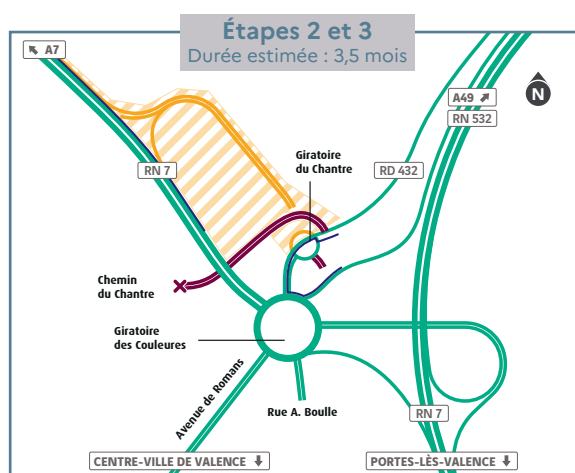 Étapes 2 et 3
Durée estimée : 3,5 mois
A7
A49
RN 532
N
Giratoire
du Chantre
RD 432
RN 7
Chemin
du Chantre
Giratoire
des Couleures
Avenue de Romans
Rue A. Boulle
RN 7
CENTRE-VILLE DE VALENCE
PORTES-LÈS-VALENCE